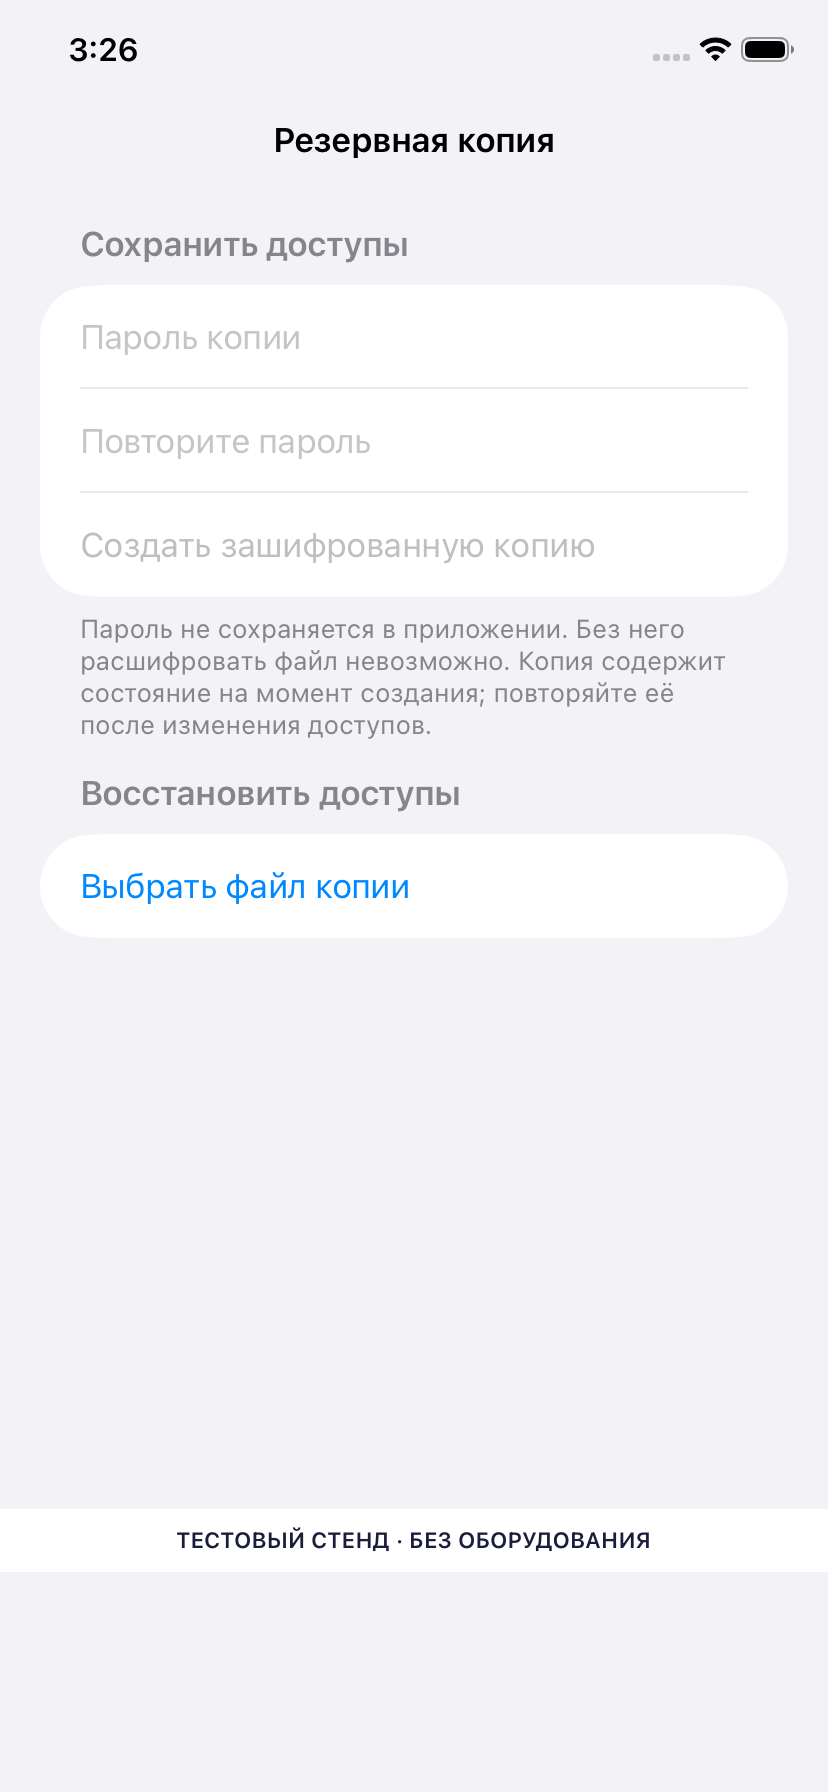 3:26
Резервная копия
Сохранить доступы
Пароль копии
Повторите пароль
Создать зашифрованную копию
Пароль не сохраняется в приложении. Без него
расшифровать файл невозможно. Копия содержит
состояние на момент создания; повторяйте её
после изменения доступов.
Восстановить доступы
Выбрать файл копии
ТЕСТОВЫЙ СТЕНД · БЕЗ ОБОРУДОВАНИЯ